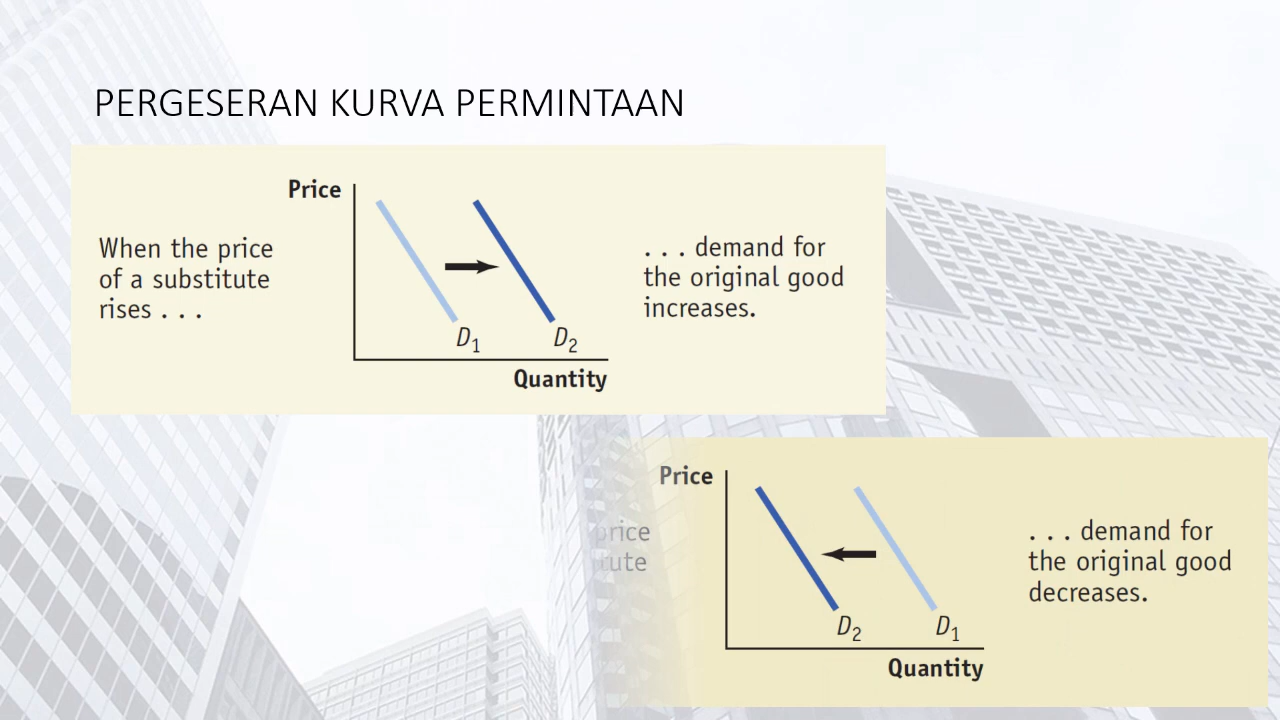 PERGESERAN KURVA PERMINTAAN
Price
When the price
of a substitute
rises . . .
D1
D2
Quantity
. . . demand for
the original good
increases.
Price
price
D2
D1
Quantity
. . . demand for
the original good
decreases.